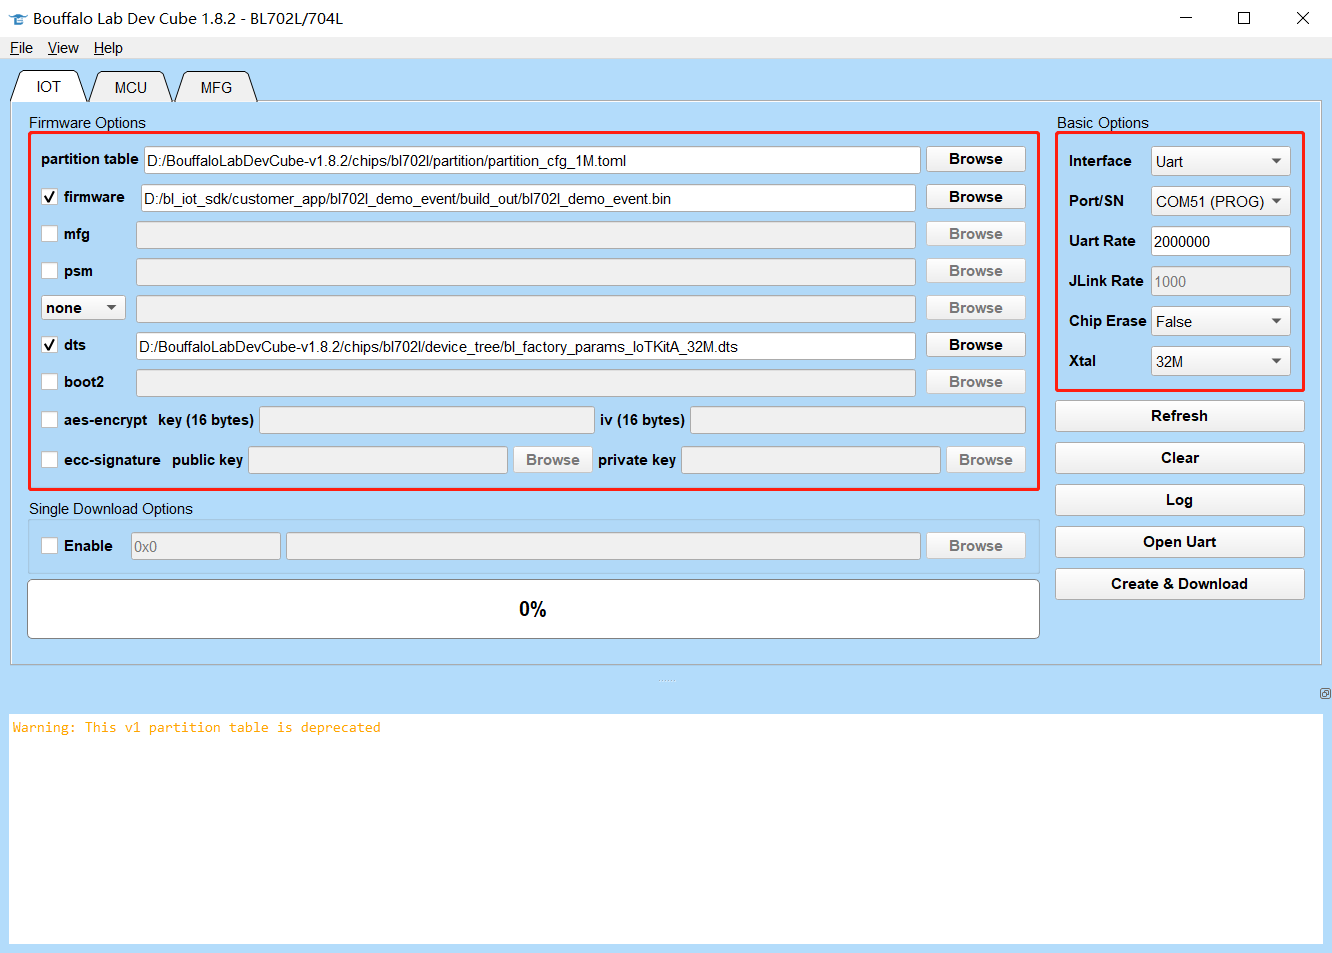 Bouffalo Lab Dev Cube 1.8.2 - BL702L/704L
File View Help
IOT MCU MFG
Firmware Options
partition table D:/BouffaloLabDevCube-v1.8.2/chips/bl702l/partition/partition_cfg_1M.toml Browse
firmware D:/bl_iot_sdk/customer_app/bl702l_demo_event/build_out/bl702l_demo_event.bin Browse
mfg Browse
psm Browse
none Browse
dts D:/BouffaloLabDevCube-v1.8.2/chips/bl702l/device_tree/bl_factory_params_IoTKitA_32M.dts Browse
boot2 Browse
aes-encrypt key (16 bytes) iv (16 bytes)
ecc-signature public key Browse private key Browse
Single Download Options
Enable 0x0 Browse
0%
Basic Options
Interface Uart
Port/SN COM51 (PROG)
Uart Rate 2000000
JLink Rate 1000
Chip Erase False
Xtal 32M
Refresh
Clear
Log
Open Uart
Create & Download
Warning: This v1 partition table is deprecated